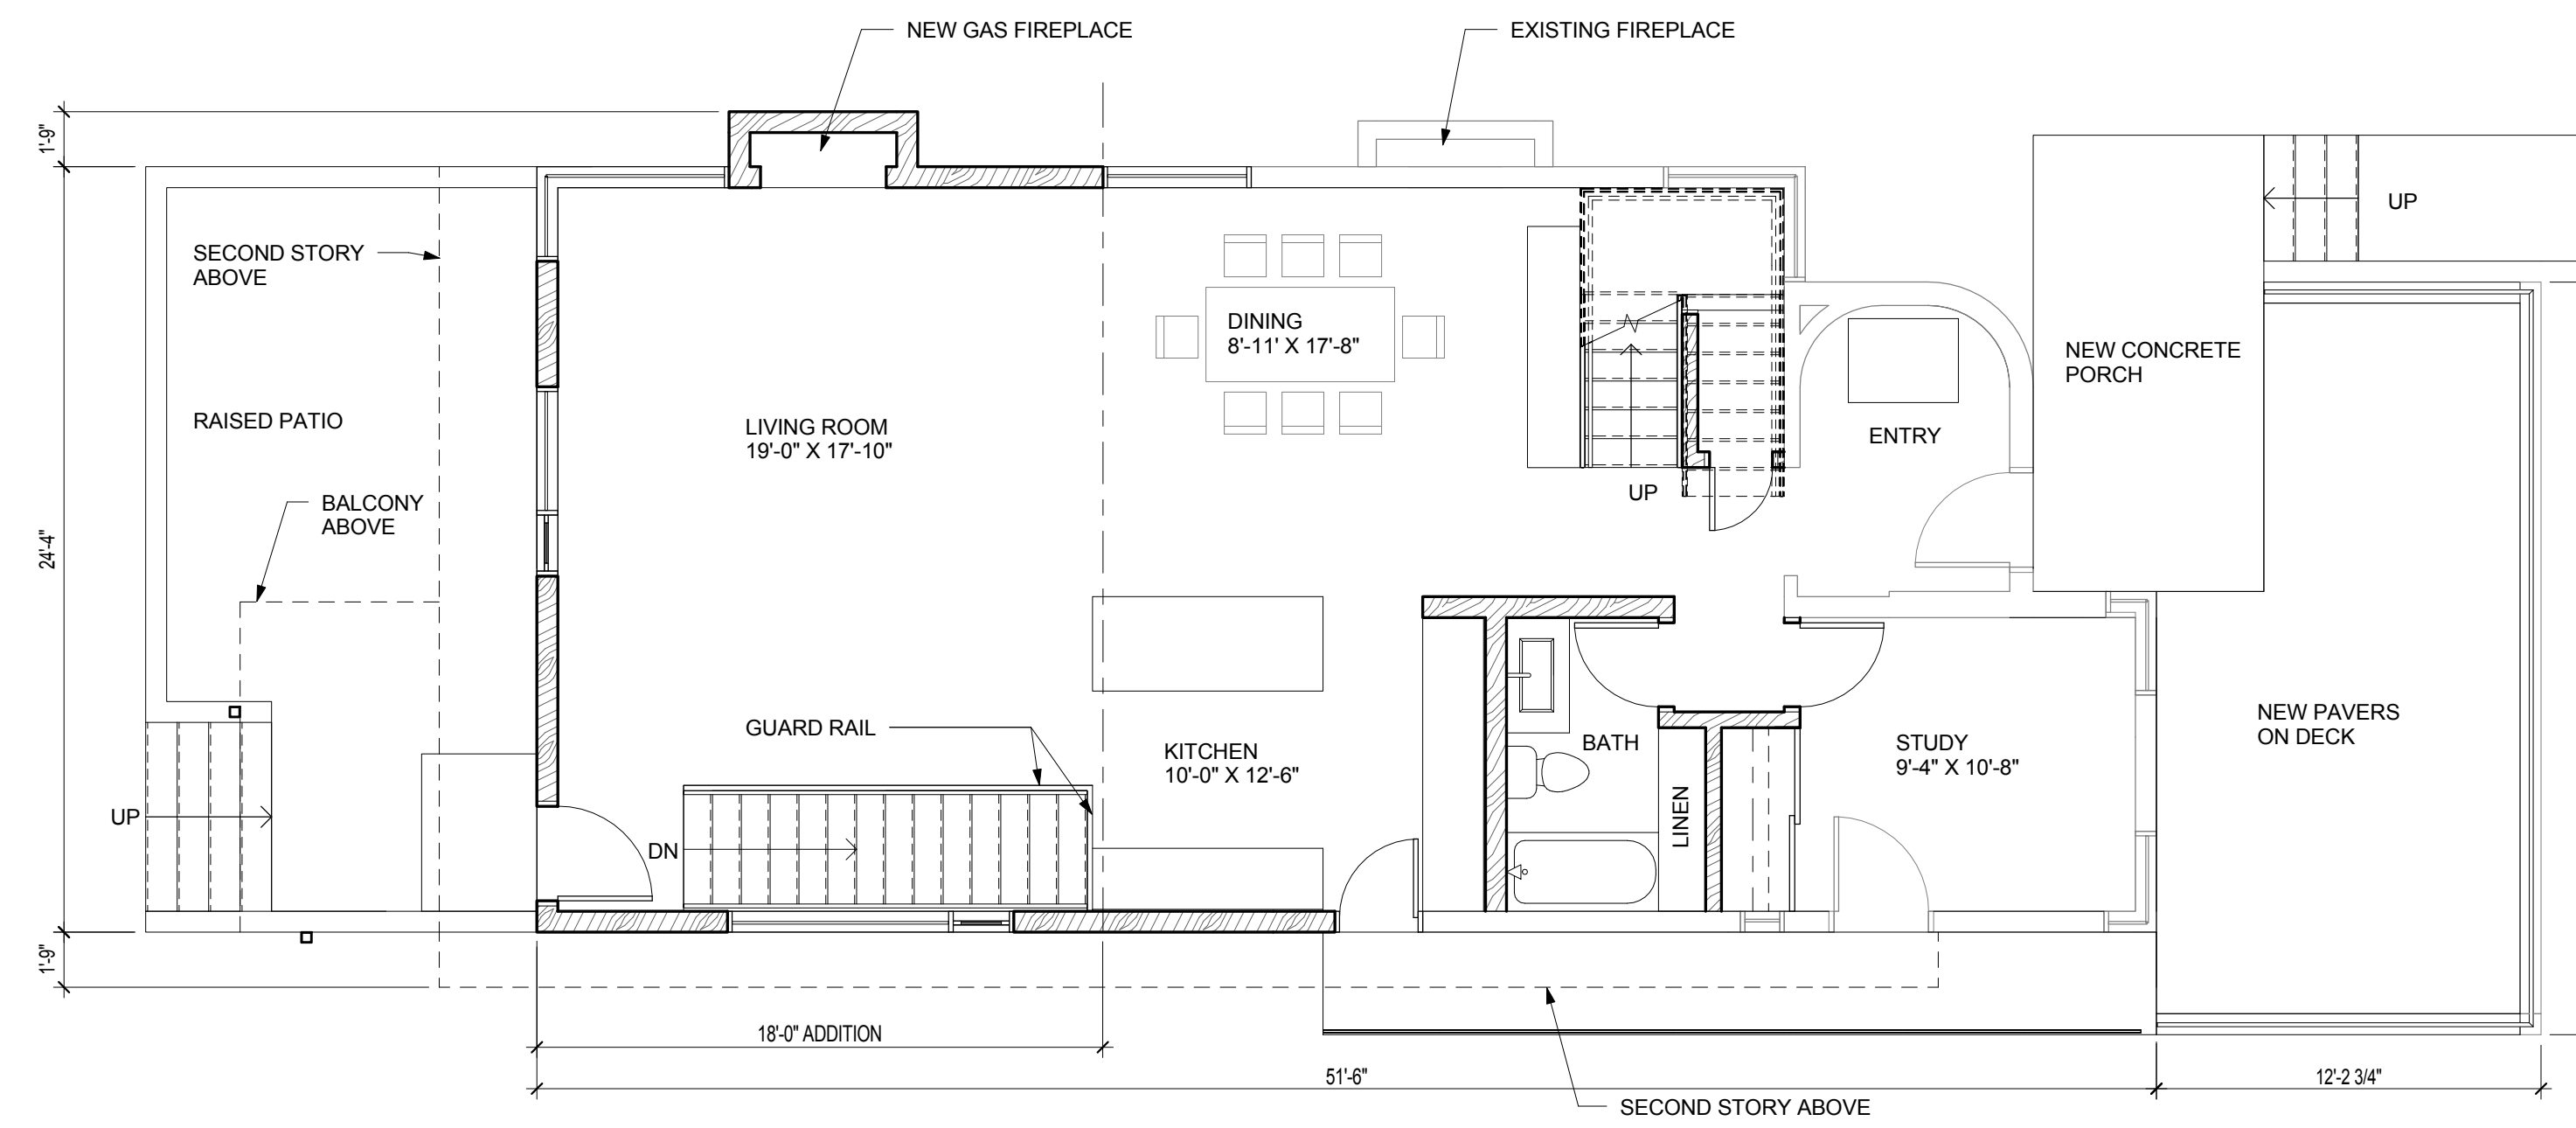 NEW GAS FIREPLACE
EXISTING FIREPLACE
1'-9"
SECOND STORY
ABOVE
UP
DINING
8'-11' X 17'-8"
NEW CONCRETE
PORCH
RAISED PATIO
LIVING ROOM
19'-0" X 17'-10"
ENTRY
BALCONY
ABOVE
UP
24'-4"
GUARD RAIL
KITCHEN
10'-0" X 12'-6"
BATH
STUDY
9'-4" X 10'-8"
NEW PAVERS
ON DECK
UP
DN
LINEN
1'-9"
18'-0" ADDITION
51'-6"
12'-2 3/4"
SECOND STORY ABOVE